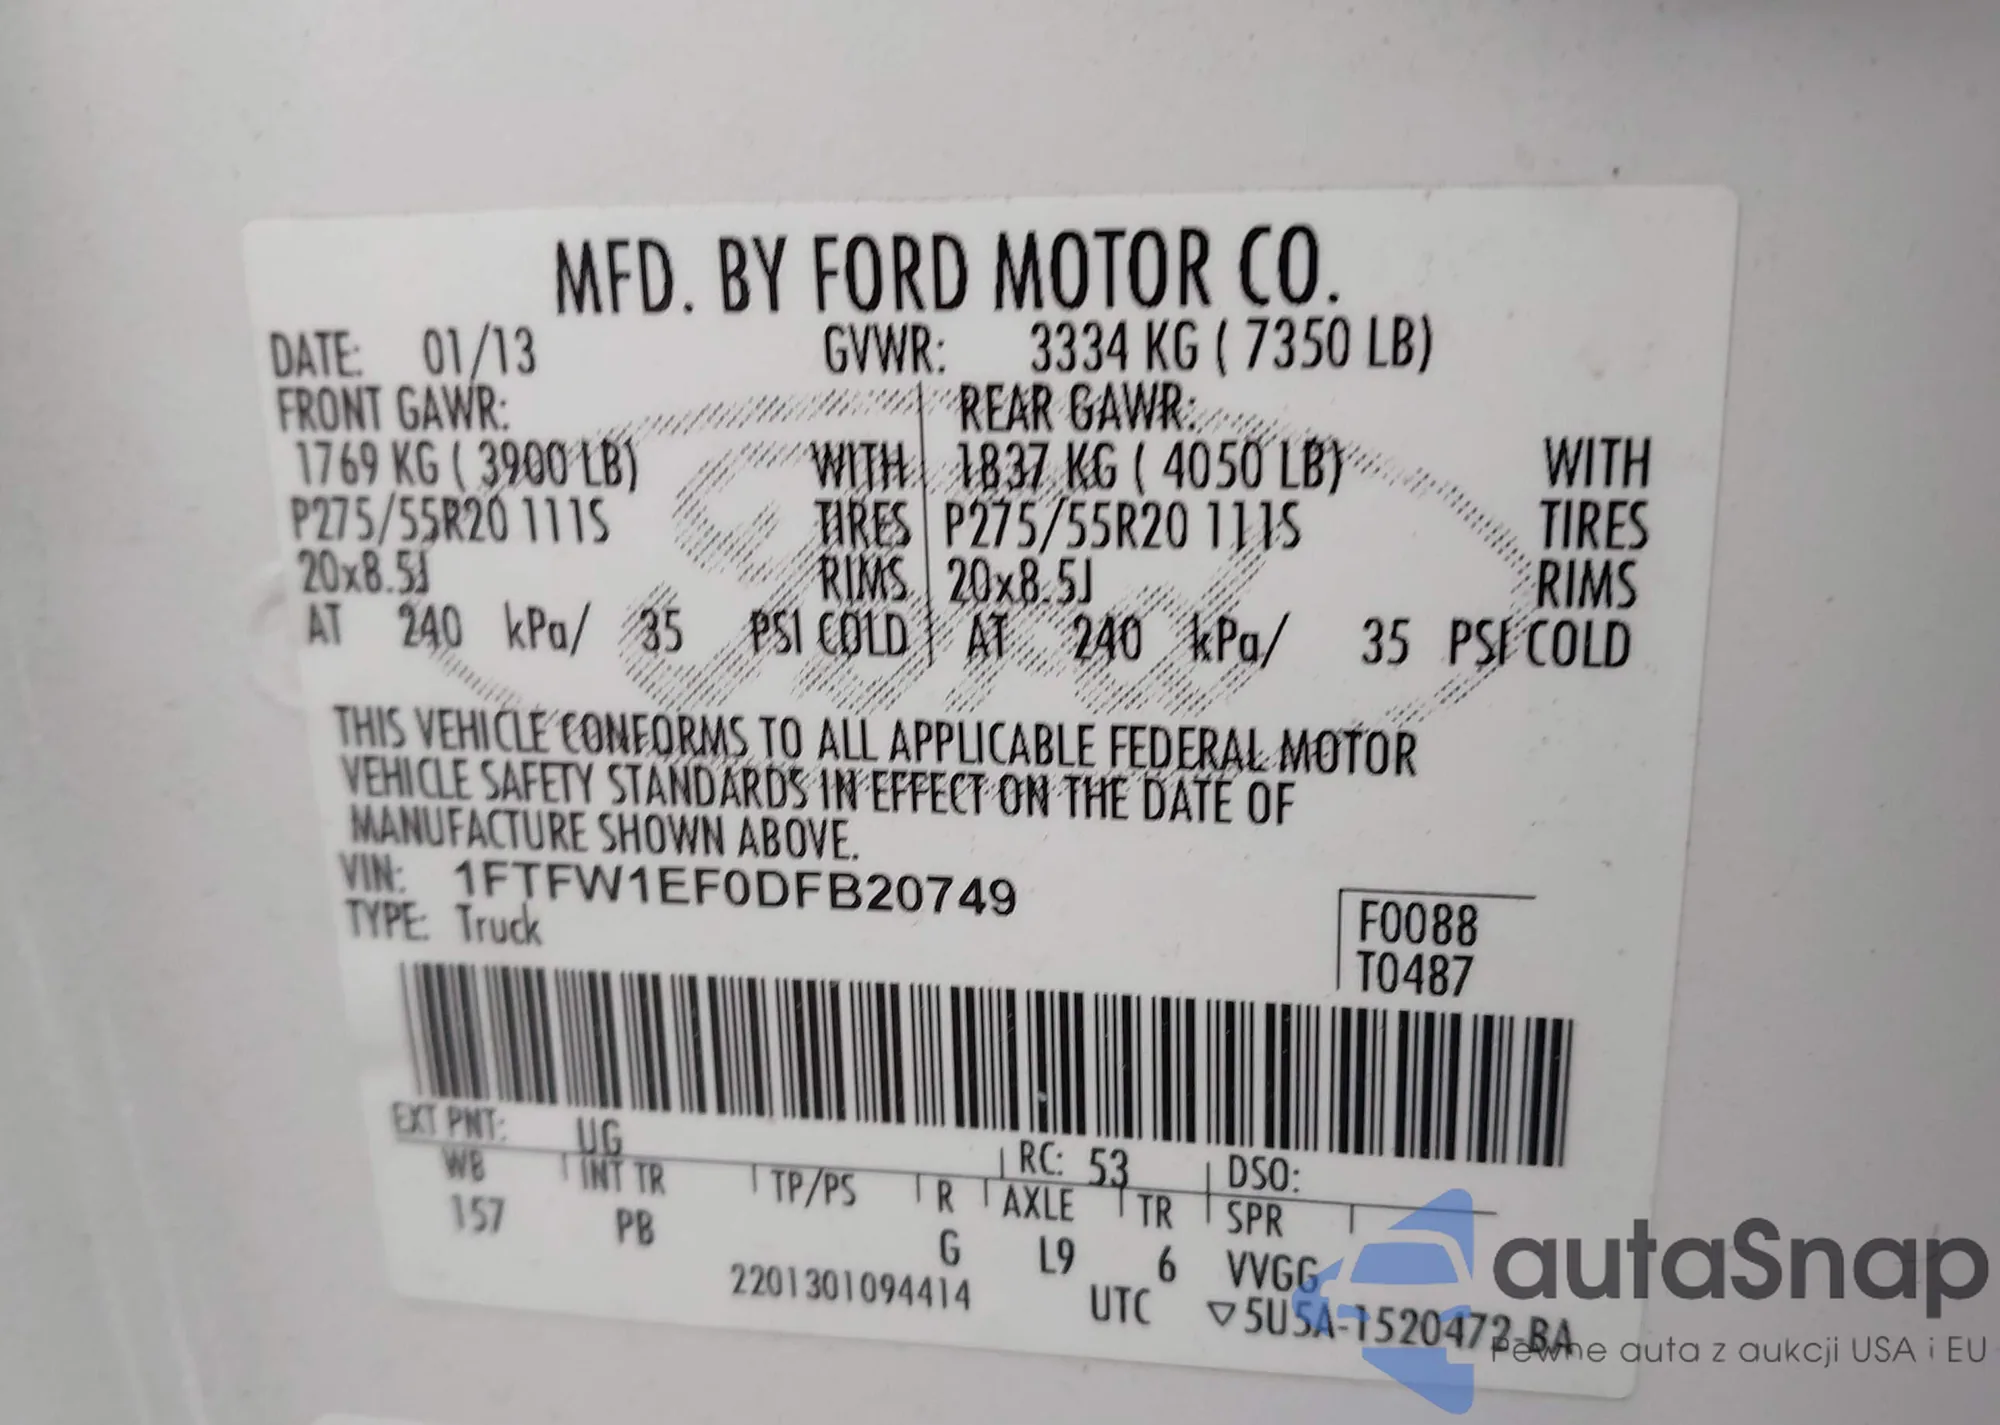 MFD. BY FORD MOTOR CO.
DATE: 01/13 GVWR: 3334 KG ( 7350 LB)
FRONT GAWR: REAR GAWR:
1769 KG ( 3900 LB) WITH 1837 KG ( 4050 LB) WITH
P275/55R20 111S TIRES P275/55R20 111S TIRES
20x8.5J RIMS 20x8.5J RIMS
AT 240 kPa/ 35 PSI COLD AT 240 kPa/ 35 PSI COLD
THIS VEHICLE CONFORMS TO ALL APPLICABLE FEDERAL MOTOR
VEHICLE SAFETY STANDARDS IN EFFECT ON THE DATE OF
MANUFACTURE SHOWN ABOVE.
VIN: 1FTFW1EF0DFB20749
TYPE: Truck
F0088
T0487
EXT PNT: UG RC: 53 DSO:
WB INT TR TP/PS R AXLE TR SPR
157 PB G L9 6 VVGG
2201301094414 UTC ▽5U5A-1520472-BA
autaSnap
Pewne auta z aukcji USA i EU